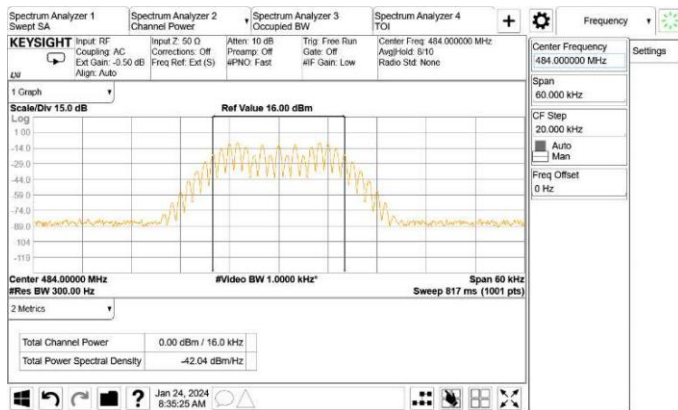 Spectrum Analyzer 1
Swept SA
Spectrum Analyzer 2
Channel Power
Spectrum Analyzer 3
Occupied BW
Spectrum Analyzer 4
TOI
Frequency
KEYSIGHT
Input: RF
Coupling: AC
Ext Gain: -0.50 dB
Align: Auto
Input Z: 50 Ω
Corrections: Off
Freq Ref: Ext (S)
Atten: 10 dB
Preamp: Off
#PNO: Fast
Trig: Free Run
Gate: Off
#IF Gain: Low
Center Freq: 484.000000 MHz
Avg|Hold: 8/10
Radio Std: None
LXI
1 Graph
Scale/Div 15.0 dB
Ref Value 16.00 dBm
Log
1.00
-14.0
-29.0
-44.0
-59.0
-74.0
-89.0
-104
-119
Center 484.00000 MHz
#Video BW 1.0000 kHz*
Span 60 kHz
#Res BW 300.00 Hz
Sweep 817 ms (1001 pts)
2 Metrics
Total Channel Power 0.00 dBm / 16.0 kHz
Total Power Spectral Density -42.04 dBm/Hz
Center Frequency
484.000000 MHz
Settings
Span
60.000 kHz
CF Step
20.000 kHz
Auto
Man
Freq Offset
0 Hz
?
Jan 24, 2024
8:35:25 AM